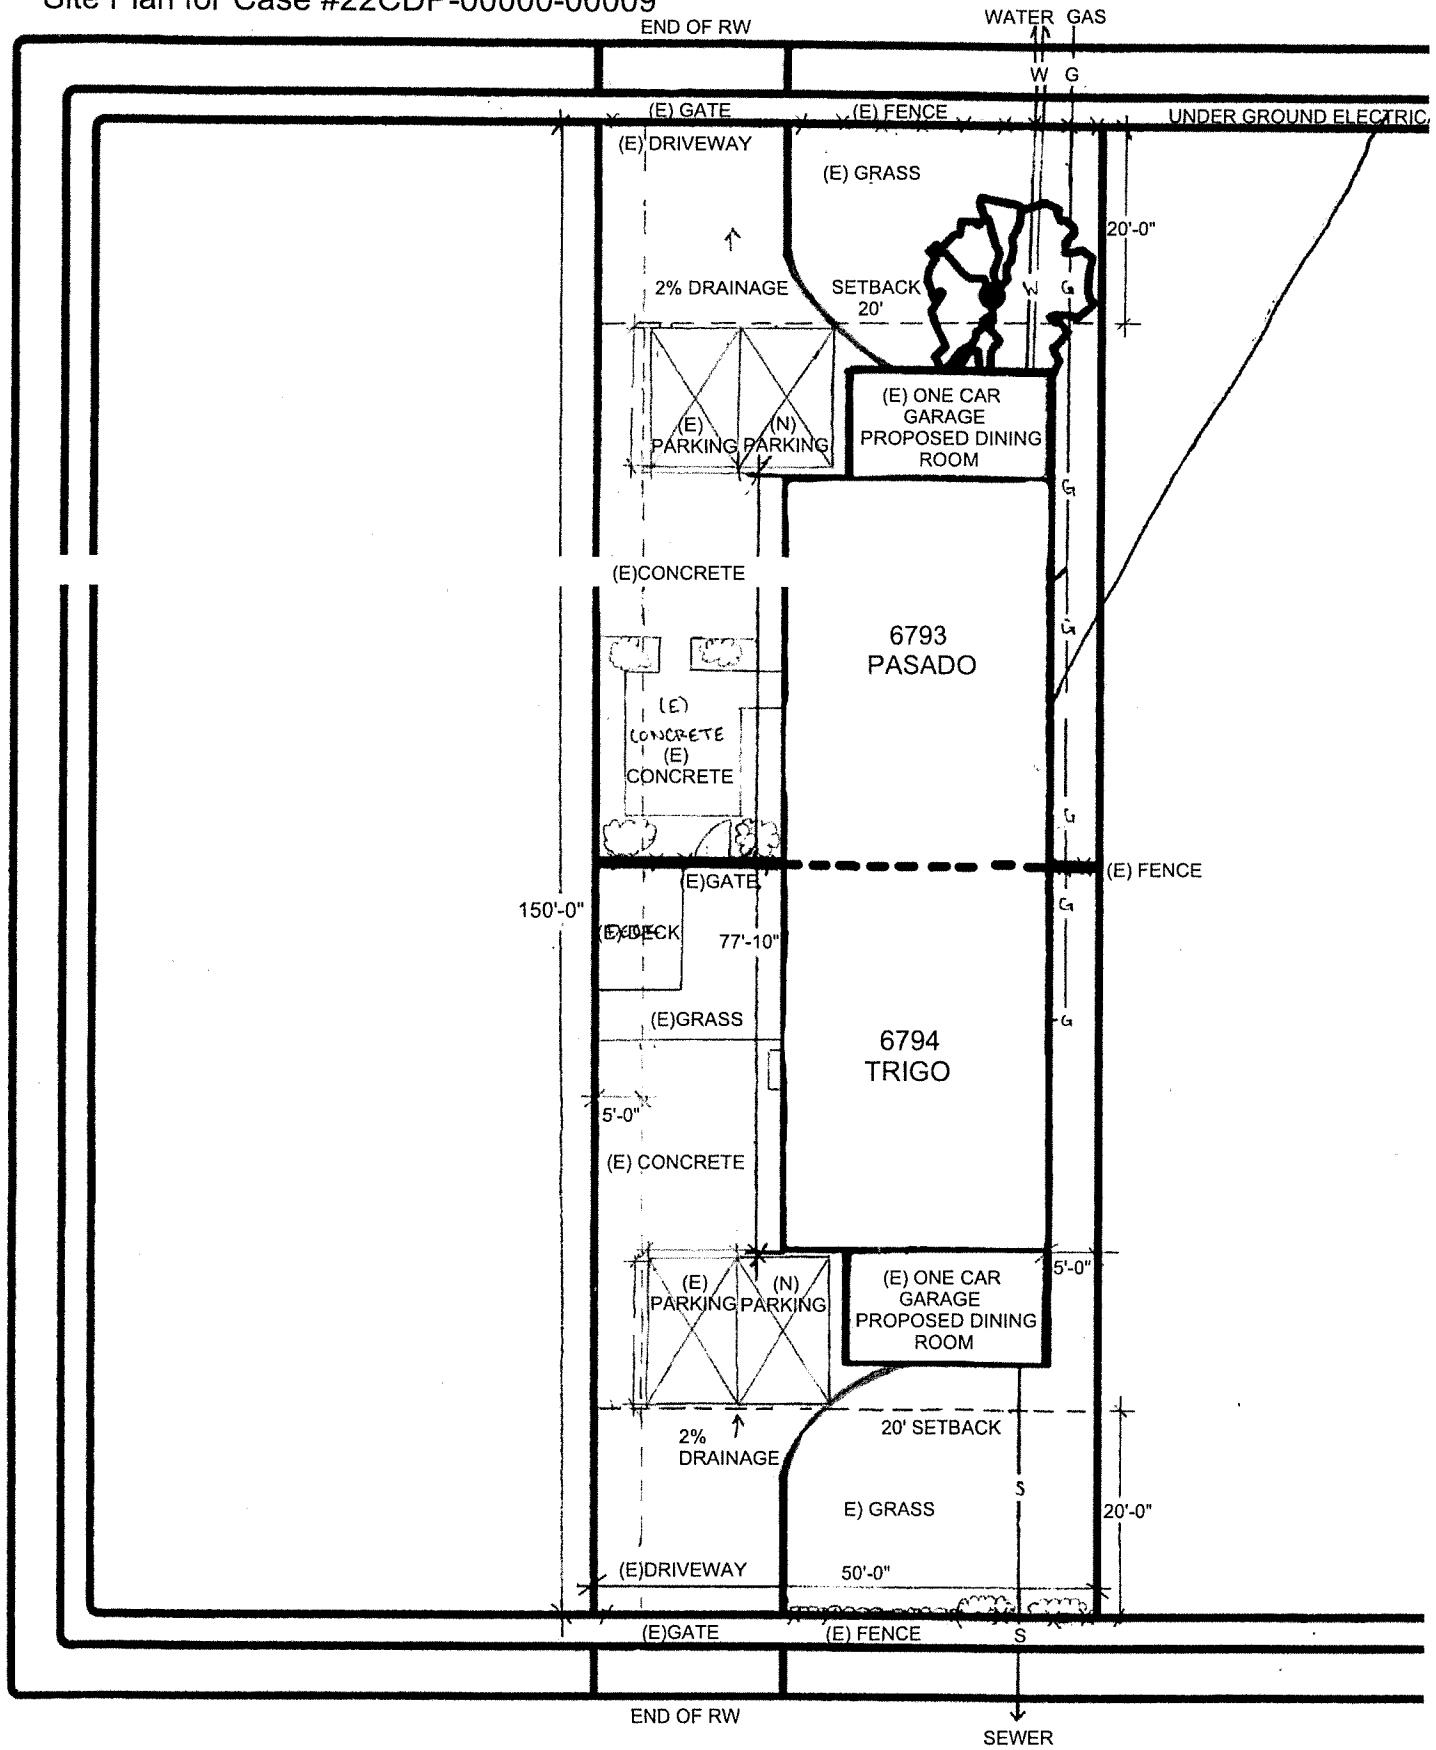 Site Plan for Case #22CDP-00000-00009
WATER GAS
END OF RW
W G
(E) GATE
(E) FENCE
UNDER GROUND ELECTRICA
(E) DRIVEWAY
(E) GRASS
20'-0"
2% DRAINAGE
SETBACK
20'
W G
(E) ONE CAR
GARAGE
PROPOSED DINING
ROOM
(E)
PARKING
(N)
PARKING
G
(E)CONCRETE
6793
PASADO
G
(E)
CONCRETE
(E)
CONCRETE
G
(E)GATE
(E) FENCE
G
150'-0"
(E) DECK
77'-10"
(E)GRASS
G
6794
TRIGO
5'-0"
(E) CONCRETE
5'-0"
(E)
PARKING
(N)
PARKING
(E) ONE CAR
GARAGE
PROPOSED DINING
ROOM
2%
DRAINAGE
20' SETBACK
S
E) GRASS
20'-0"
(E)DRIVEWAY
50'-0"
(E)GATE
(E) FENCE
S
END OF RW
SEWER